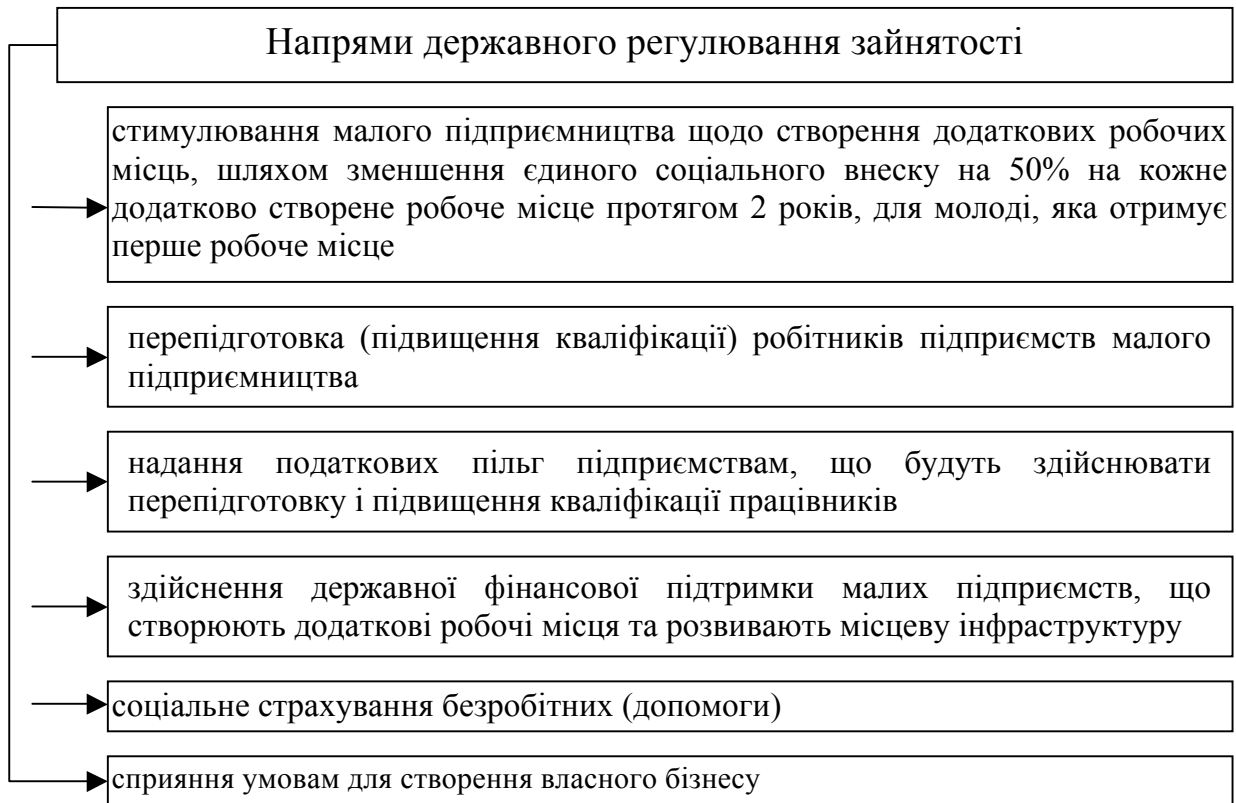 Напрями державного регулювання зайнятості
стимулювання малого підприємництва щодо створення додаткових робочих
місць, шляхом зменшення єдиного соціального внеску на 50% на кожне
додатково створене робоче місце протягом 2 років, для молоді, яка отримує
перше робоче місце
перепідготовка (підвищення кваліфікації) робітників підприємств малого
підприємництва
надання податкових пільг підприємствам, що будуть здійснювати
перепідготовку і підвищення кваліфікації працівників
здійснення державної фінансової підтримки малих підприємств, що
створюють додаткові робочі місця та розвивають місцеву інфраструктуру
соціальне страхування безробітних (допомоги)
сприяння умовам для створення власного бізнесу